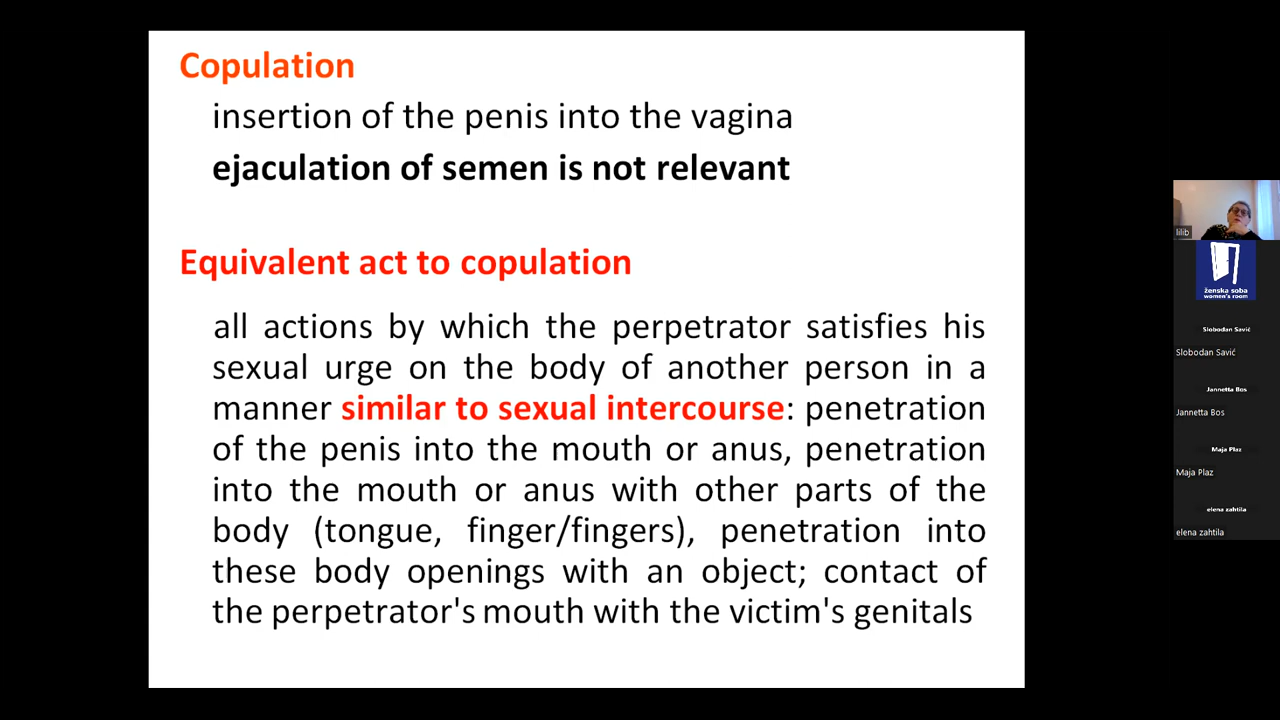 Copulation
insertion of the penis into the vagina
ejaculation of semen is not relevant
Equivalent act to copulation
all actions by which the perpetrator satisfies his
sexual urge on the body of another person in a
manner similar to sexual intercourse: penetration
of the penis into the mouth or anus, penetration
into the mouth or anus with other parts of the
body (tongue, finger/fingers), penetration into
these body openings with an object; contact of
the perpetrator's mouth with the victim's genitals
lilib
ženska soba
women's room
Slobodan Savić
Slobodan Savić
Jannetta Bos
Jannetta Bos
Maja Plaz
Maja Plaz
elena zahtila
elena zahtila